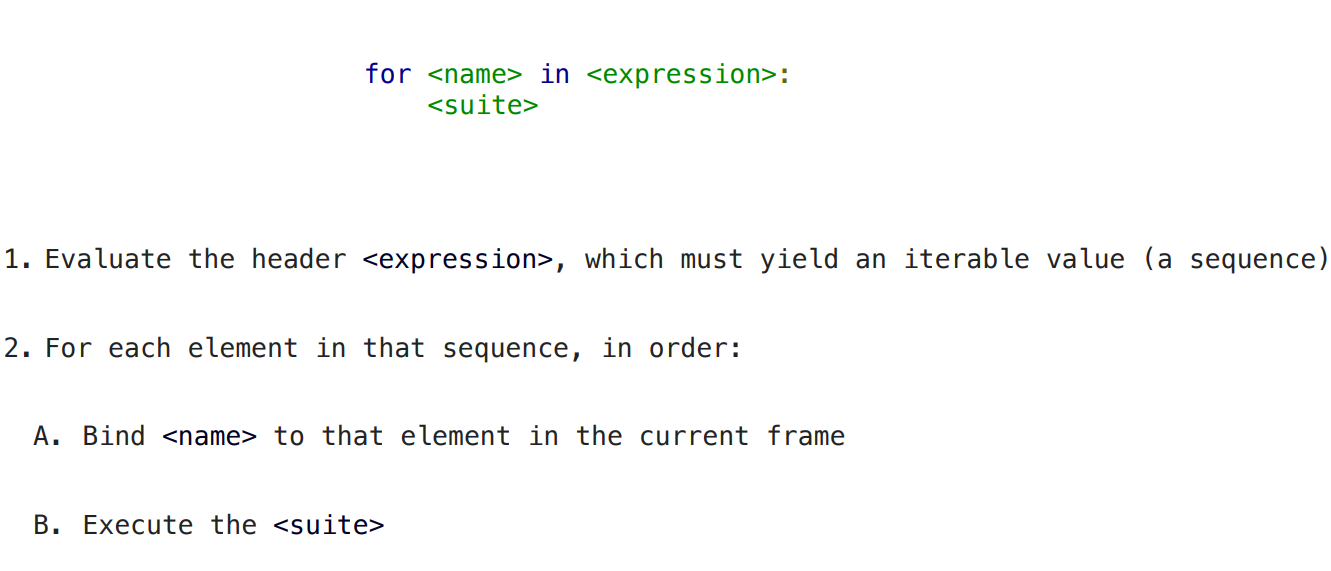 for <name> in <expression>:
<suite>
1. Evaluate the header <expression>, which must yield an iterable value (a sequence)
2. For each element in that sequence, in order:
A. Bind <name> to that element in the current frame
B. Execute the <suite>